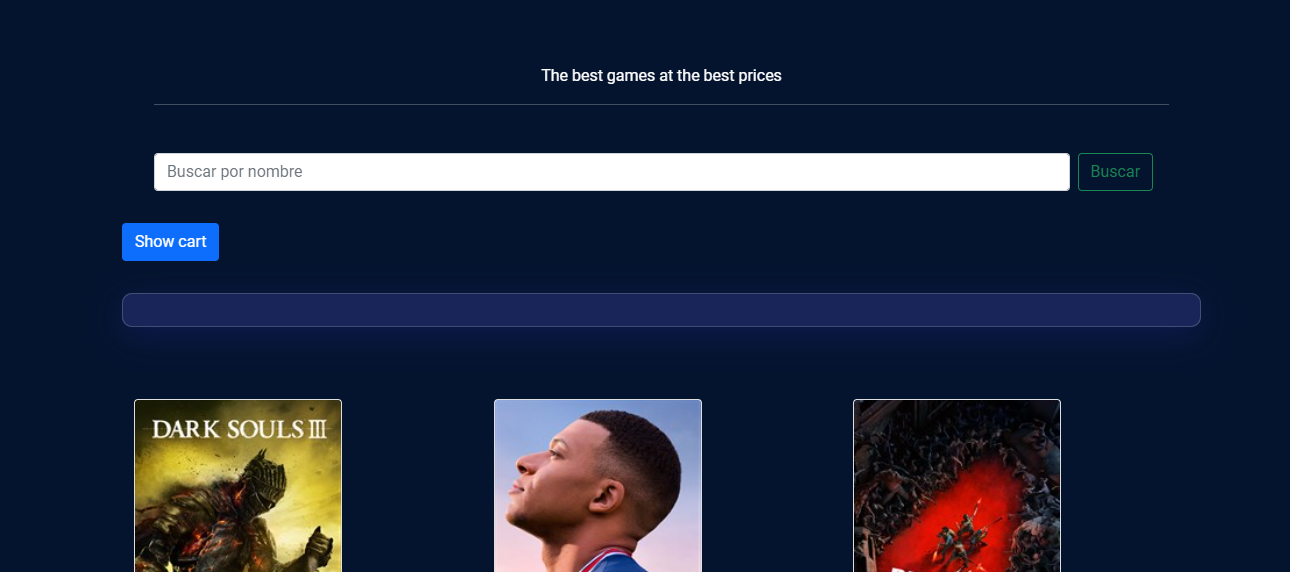 The best games at the best prices
Buscar por nombre
Buscar
Show cart
DARK SOULS III